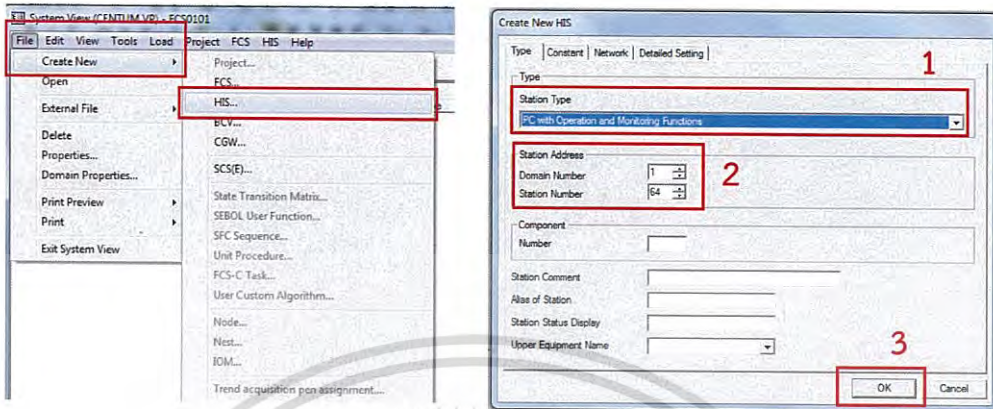 System View (CENTUM VP) - FCS0101
File Edit View Tools Load Project FCS HIS Help
Create New
Open
External File
Delete
Properties...
Domain Properties...
Print Preview
Print
Exit System View
Project...
FCS...
HIS...
BCV...
CGW...
SCS(E)...
State Transition Matrix...
SEBOL User Function...
SFC Sequence...
Unit Procedure...
FCS-C Task...
User Custom Algorithm...
Node...
Nest...
IOM...
Trend acquisition pen assignment....
Create New HIS
Type Constant Network Detailed Setting
1
Type
Station Type
PC with Operation and Monitoring Functions
Station Address
Domain Number 1
Station Number 64
2
Component
Number
Station Comment
Alias of Station
Station Status Display
Upper Equipment Name
3
OK Cancel